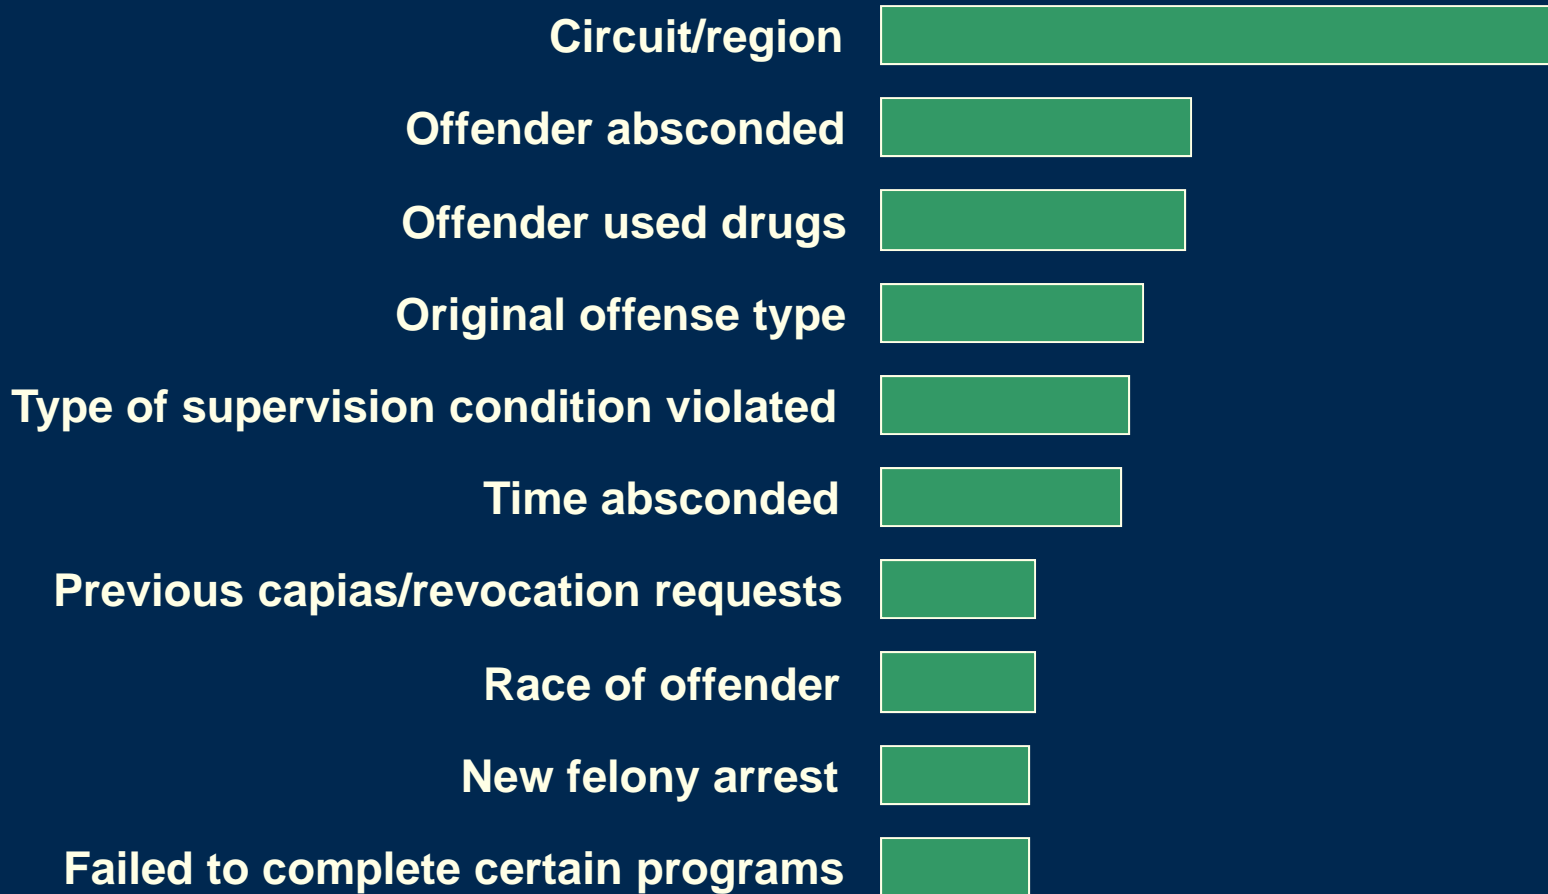 Circuit/region
Offender absconded
Offender used drugs
Original offense type
Type of supervision condition violated
Time absconded
Previous capias/revocation requests
Race of offender
New felony arrest
Failed to complete certain programs